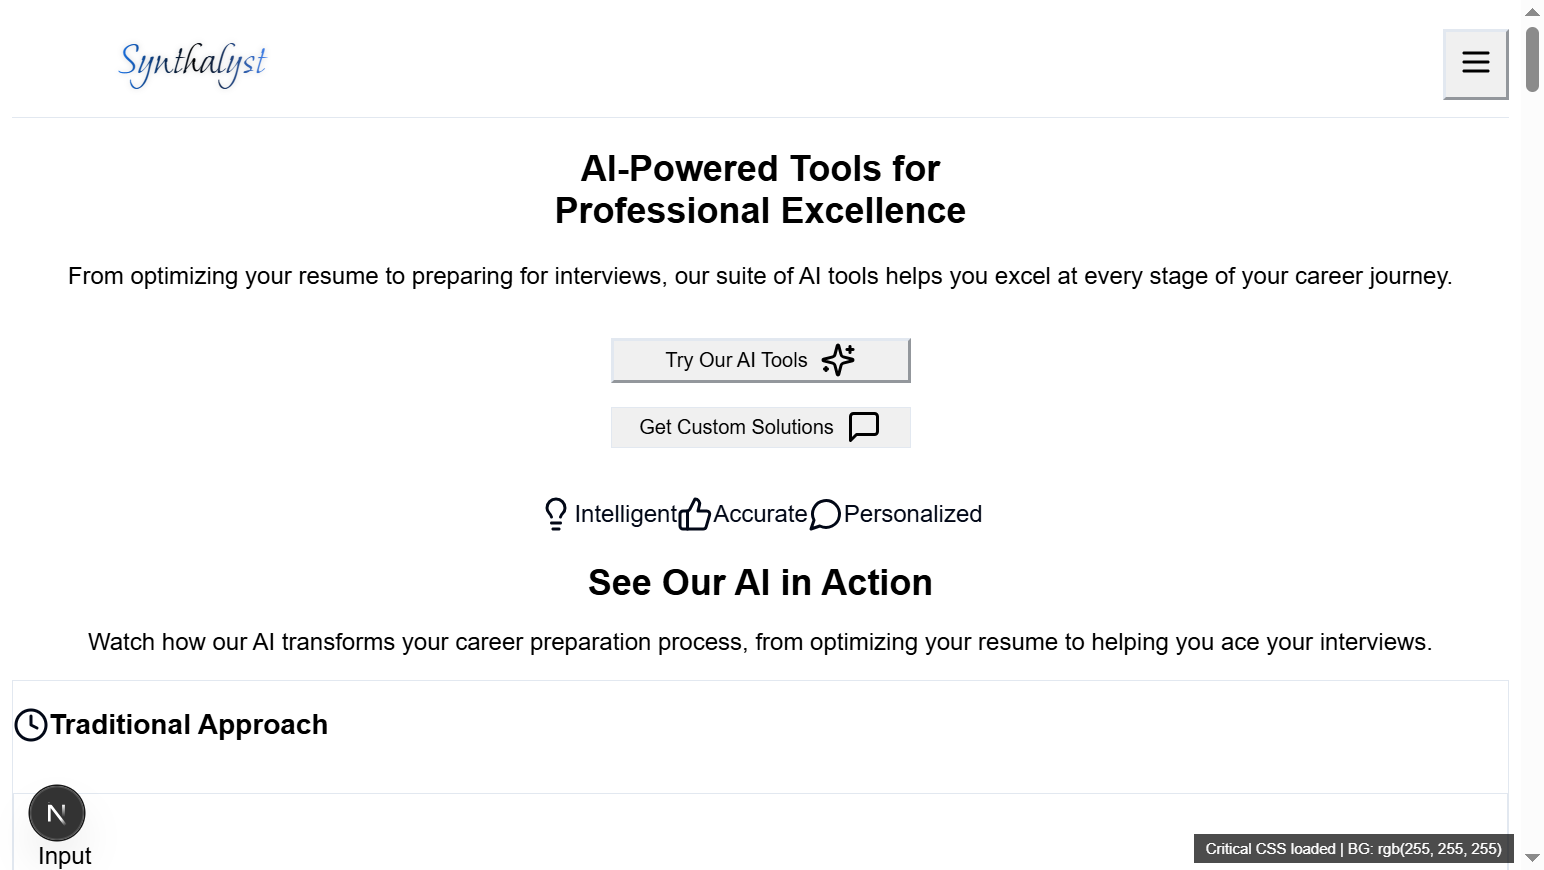 Synthalyst
AI-Powered Tools for
Professional Excellence
From optimizing your resume to preparing for interviews, our suite of AI tools helps you excel at every stage of your career journey.
Try Our AI Tools
Get Custom Solutions
Intelligent Accurate Personalized
See Our AI in Action
Watch how our AI transforms your career preparation process, from optimizing your resume to helping you ace your interviews.
Traditional Approach
N
Input
Critical CSS loaded | BG: rgb(255, 255, 255)